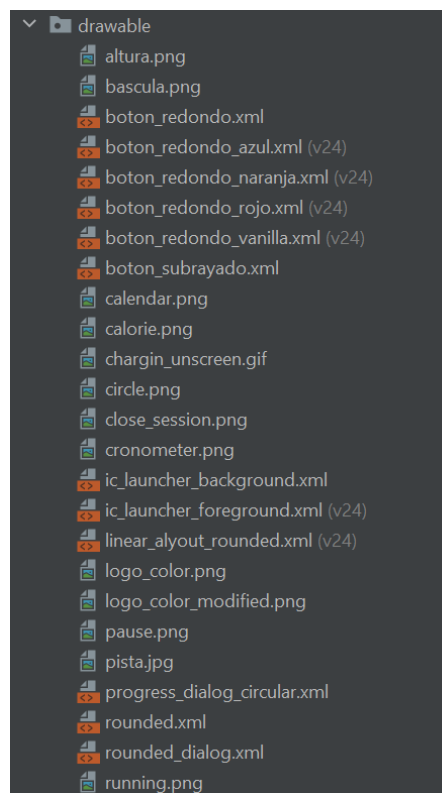 drawable
altura.png
bascula.png
boton_redondo.xml
boton_redondo_azul.xml (v24)
boton_redondo_naranja.xml (v24)
boton_redondo_rojo.xml (v24)
boton_redondo_vanilla.xml (v24)
boton_subrayado.xml
calendar.png
calorie.png
chargin_unscreen.gif
circle.png
close_session.png
cronometer.png
ic_launcher_background.xml
ic_launcher_foreground.xml (v24)
linear_alyout_rounded.xml (v24)
logo_color.png
logo_color_modified.png
pause.png
pista.jpg
progress_dialog_circular.xml
rounded.xml
rounded_dialog.xml
running.png